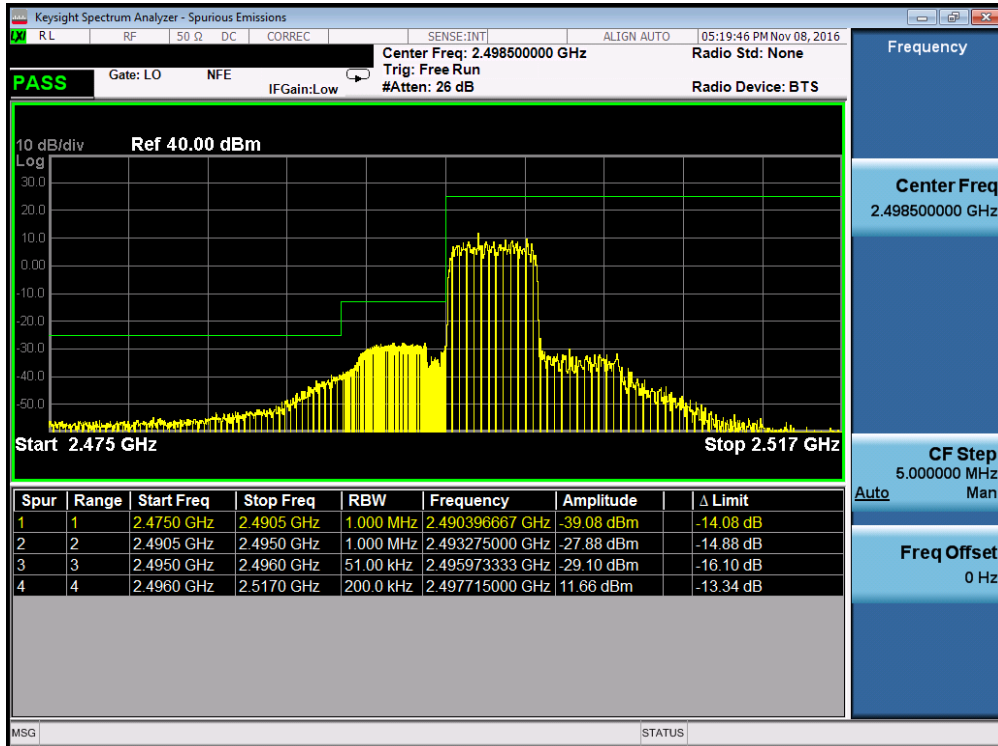 Keysight Spectrum Analyzer - Spurious Emissions
LXI RL RF 50 Ω DC CORREC SENSE:INT ALIGN AUTO 05:19:46 PM Nov 08, 2016
Center Freq: 2.498500000 GHz Radio Std: None
PASS Gate: LO NFE Trig: Free Run
IFGain:Low #Atten: 26 dB Radio Device: BTS
10 dB/div Ref 40.00 dBm
Log
30.0
20.0
10.0
0.00
-10.0
-20.0
-30.0
-40.0
-50.0
Start 2.475 GHz Stop 2.517 GHz
Spur Range Start Freq Stop Freq RBW Frequency Amplitude Δ Limit
1 1 2.4750 GHz 2.4905 GHz 1.000 MHz 2.490396667 GHz -39.08 dBm -14.08 dB
2 2 2.4905 GHz 2.4950 GHz 1.000 MHz 2.493275000 GHz -27.88 dBm -14.88 dB
3 3 2.4950 GHz 2.4960 GHz 51.00 kHz 2.495973333 GHz -29.10 dBm -16.10 dB
4 4 2.4960 GHz 2.5170 GHz 200.0 kHz 2.497715000 GHz 11.66 dBm -13.34 dB
Frequency
Center Freq
2.498500000 GHz
CF Step
5.000000 MHz
Auto Man
Freq Offset
0 Hz
MSG STATUS